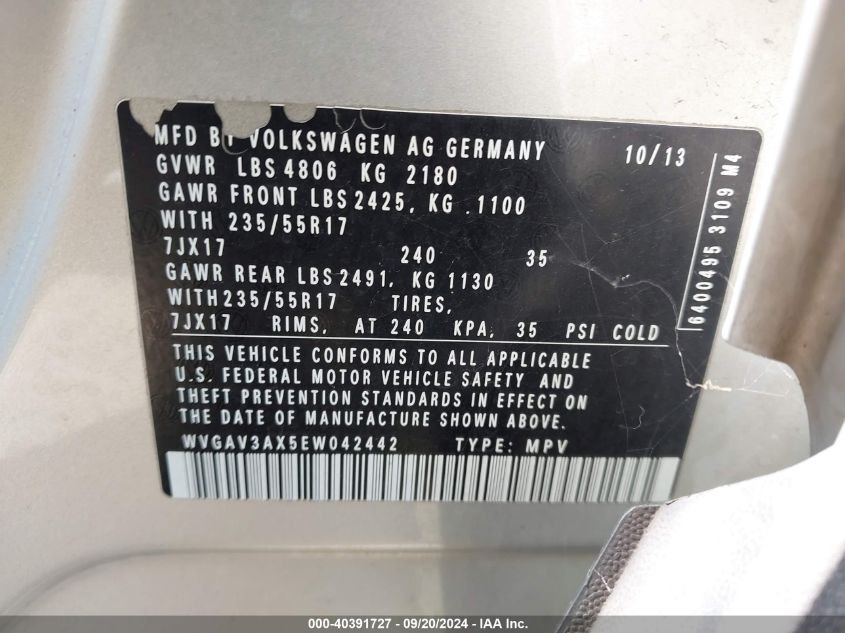 MFD BY VOLKSWAGEN AG GERMANY 10/13
GVWR LBS 4806 KG 2180
GAWR FRONT LBS 2425, KG .1100
WITH 235/55R17
7JX17 240 35
GAWR REAR LBS 2491, KG 1130
WITH 235/55R17 TIRES,
7JX17 RIMS, AT 240 KPA, 35 PSI COLD
THIS VEHICLE CONFORMS TO ALL APPLICABLE
U.S. FEDERAL MOTOR VEHICLE SAFETY AND
THEFT PREVENTION STANDARDS IN EFFECT ON
THE DATE OF MANUFACTURE SHOWN ABOVE.
WVGAV3AX5EW042442 TYPE: MPV
6400495 3109 M4
000-40391727 - 09/20/2024 - IAA Inc.